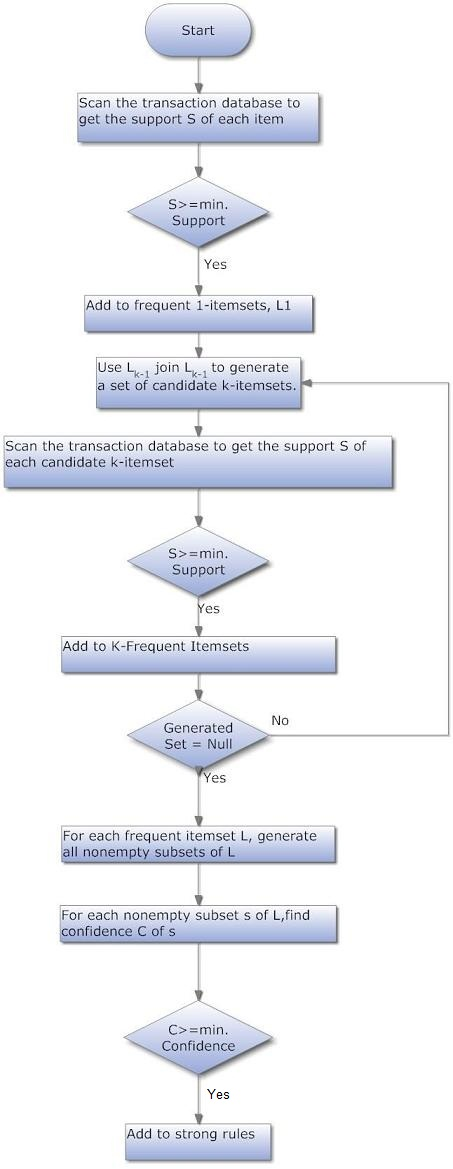 Start
Scan the transaction database to
get the support S of each item
S>=min.
Support
Yes
Add to frequent 1-itemsets, L1
Use Lk-1 join Lk-1 to generate
a set of candidate k-itemsets.
Scan the transaction database to get the support S of
each candidate k-itemset
S>=min.
Support
Yes
Add to K-Frequent Itemsets
Generated
Set = Null
No
Yes
For each frequent itemset L, generate
all nonempty subsets of L
For each nonempty subset s of L,find
confidence C of s
C>=min.
Confidence
Yes
Add to strong rules